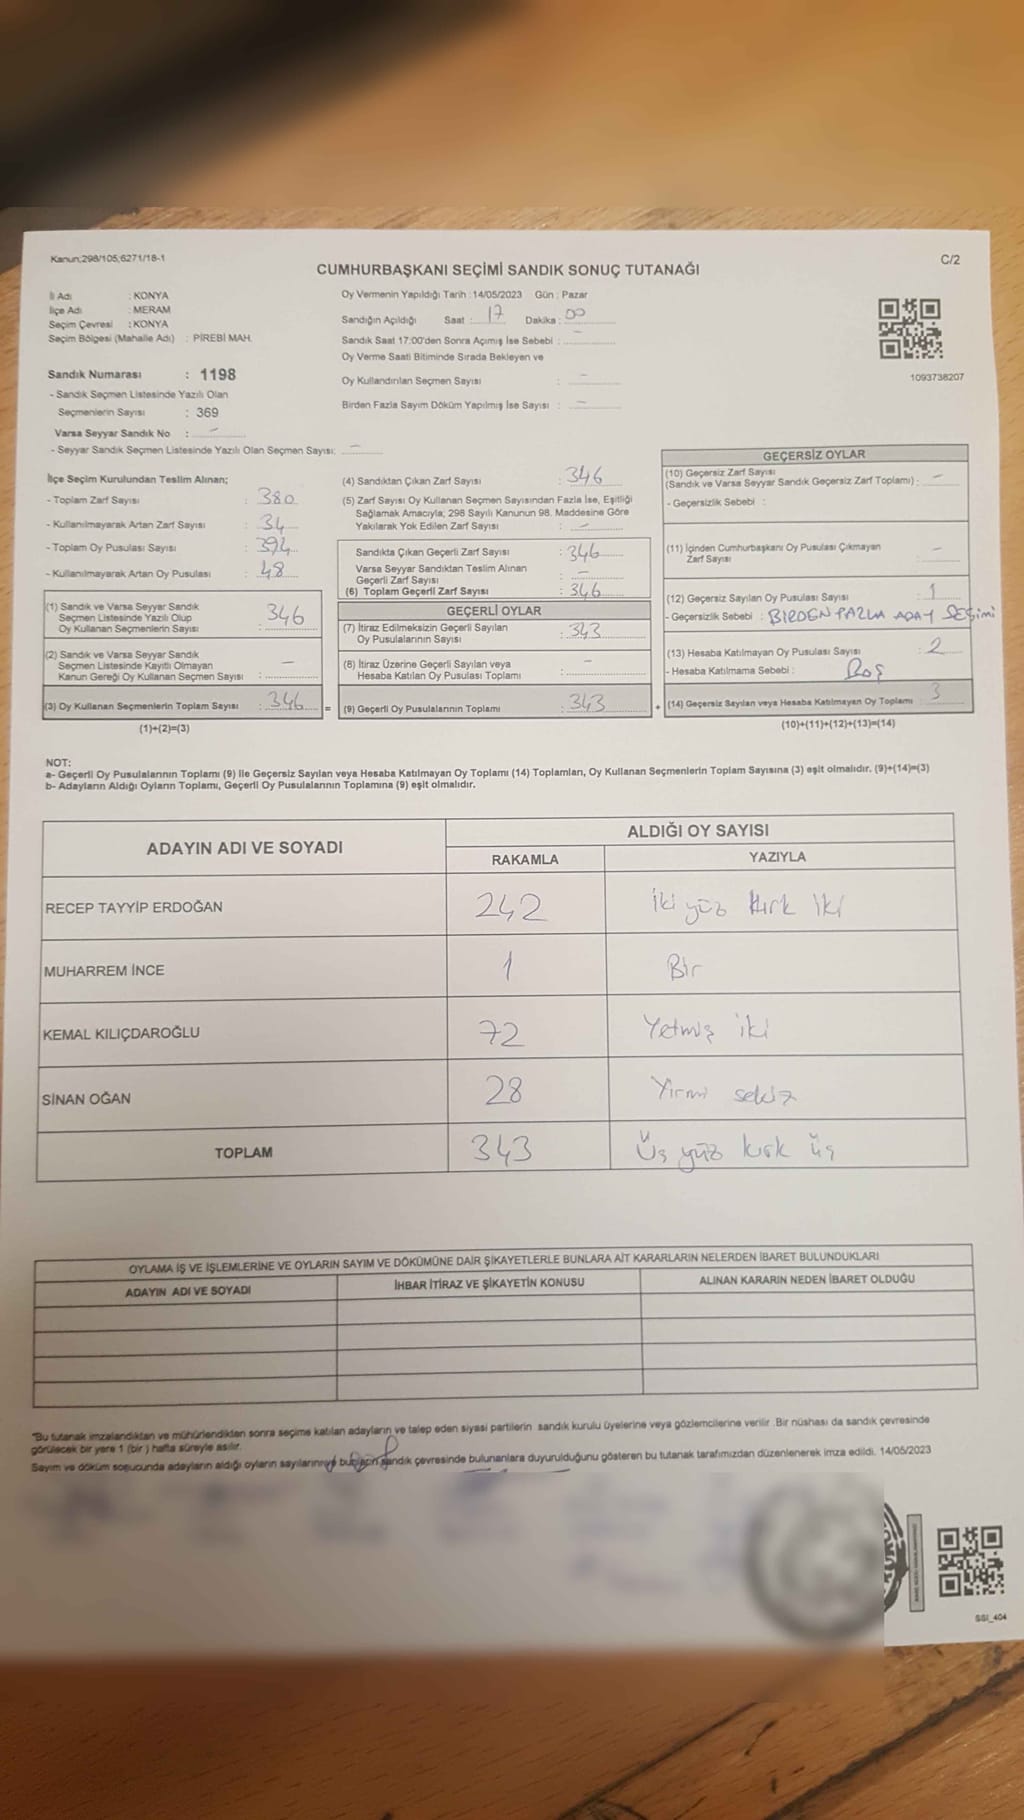 Kanun;298/105,6271/18-1
C/2
CUMHURBAŞKANI SEÇİMİ SANDIK SONUÇ TUTANAĞI
İl Adı : KONYA
İlçe Adı : MERAM
Seçim Çevresi : KONYA
Seçim Bölgesi (Mahalle Adı) : PİREBİ MAH.
Sandık Numarası : 1198
- Sandık Seçmen Listesinde Yazılı Olan
Seçmenlerin Sayısı : 369
Varsa Seyyar Sandık No : -
- Seyyar Sandık Seçmen Listesinde Yazılı Olan Seçmen Sayısı: -
Oy Vermenin Yapıldığı Tarih : 14/05/2023 Gün : Pazar
Sandığın Açıldığı Saat : 17 Dakika : 00
Sandık Saat 17:00'den Sonra Açımış İse Sebebi : -
Oy Verme Saati Bitiminde Sırada Bekleyen ve
Oy Kullandırılan Seçmen Sayısı : -
Birden Fazla Sayım Döküm Yapılmış İse Sayısı : -
1093738207
İlçe Seçim Kurulundan Teslim Alınan;
- Toplam Zarf Sayısı : 380
- Kullanılmayarak Artan Zarf Sayısı : 34
- Toplam Oy Pusulası Sayısı : 394
- Kullanılmayarak Artan Oy Pusulası : 48
(1) Sandık ve Varsa Seyyar Sandık
Seçmen Listesinde Yazılı Olup
Oy Kullanan Seçmenlerin Sayısı : 346
(2) Sandık ve Varsa Seyyar Sandık
Seçmen Listesinde Kayıtlı Olmayan
Kanun Gereği Oy Kullanan Seçmen Sayısı : -
(3) Oy Kullanan Seçmenlerin Toplam Sayısı : 346 =
(1)+(2)=(3)
(4) Sandıktan Çıkan Zarf Sayısı : 346
(5) Zarf Sayısı Oy Kullanan Seçmen Sayısından Fazla İse, Eşitliği
Sağlamak Amacıyla; 298 Sayılı Kanunun 98. Maddesine Göre
Yakılarak Yok Edilen Zarf Sayısı : -
Sandıkta Çıkan Geçerli Zarf Sayısı : 346
Varsa Seyyar Sandıktan Teslim Alınan
Geçerli Zarf Sayısı : -
(6) Toplam Geçerli Zarf Sayısı : 346
GEÇERLİ OYLAR
(7) İtiraz Edilmeksizin Geçerli Sayılan
Oy Pusulalarının Sayısı : 343
(8) İtiraz Üzerine Geçerli Sayılan veya
Hesaba Katılan Oy Pusulası Toplamı : -
(9) Geçerli Oy Pusulalarının Toplamı : 343 +
GEÇERSİZ OYLAR
(10) Geçersiz Zarf Sayısı
(Sandık ve Varsa Seyyar Sandık Geçersiz Zarf Toplamı) : -
- Geçersizlik Sebebi :
(11) İçinden Cumhurbaşkanı Oy Pusulası Çıkmayan
Zarf Sayısı : -
(12) Geçersiz Sayılan Oy Pusulası Sayısı : 1
- Geçersizlik Sebebi : BİRDEN FAZLA ADAY SEÇimi
(13) Hesaba Katılmayan Oy Pusulası Sayısı : 2
- Hesaba Katılmama Sebebi : Boş
(14) Geçersiz Sayılan veya Hesaba Katılmayan Oy Toplamı : 3
(10)+(11)+(12)+(13)=(14)
NOT:
a- Geçerli Oy Pusulalarının Toplamı (9) İle Geçersiz Sayılan veya Hesaba Katılmayan Oy Toplamı (14) Toplamları, Oy Kullanan Seçmenlerin Toplam Sayısına (3) eşit olmalıdır. (9)+(14)=(3)
b- Adayların Aldığı Oyların Toplamı, Geçerli Oy Pusulalarının Toplamına (9) eşit olmalıdır.
ADAYIN ADI VE SOYADI
ALDIĞI OY SAYISI
RAKAMLA YAZIYLA
RECEP TAYYİP ERDOĞAN 242 İki yüz kırk iki
MUHARREM İNCE 1 Bir
KEMAL KILIÇDAROĞLU 72 Yetmiş iki
SİNAN OĞAN 28 Yirmi sekiz
TOPLAM 343 Üç yüz kırk üç
OYLAMA İŞ VE İŞLEMLERİNE VE OYLARIN SAYIM VE DÖKÜMÜNE DAİR ŞİKAYETLERLE BUNLARA AİT KARARLARIN NELERDEN İBARET BULUNDUKLARI
ADAYIN ADI VE SOYADI İHBAR İTİRAZ VE ŞİKAYETİN KONUSU ALINAN KARARIN NEDEN İBARET OLDUĞU
*Bu tutanak imzalandıktan ve mühürlendikten sonra seçime katılan adayların ve talep eden siyasi partilerin sandık kurulu üyelerine veya gözlemcilerine verilir .Bir nüshası da sandık çevresinde
görülecek bir yere 1 (bir ) hafta süreyle asılır.
Sayım ve döküm sonucunda adayların aldığı oyların sayılarının sandık çevresinde bulunanlara duyurulduğunu gösteren bu tutanak tarafımızdan düzenlenerek imza edildi. 14/05/2023
SSI_404